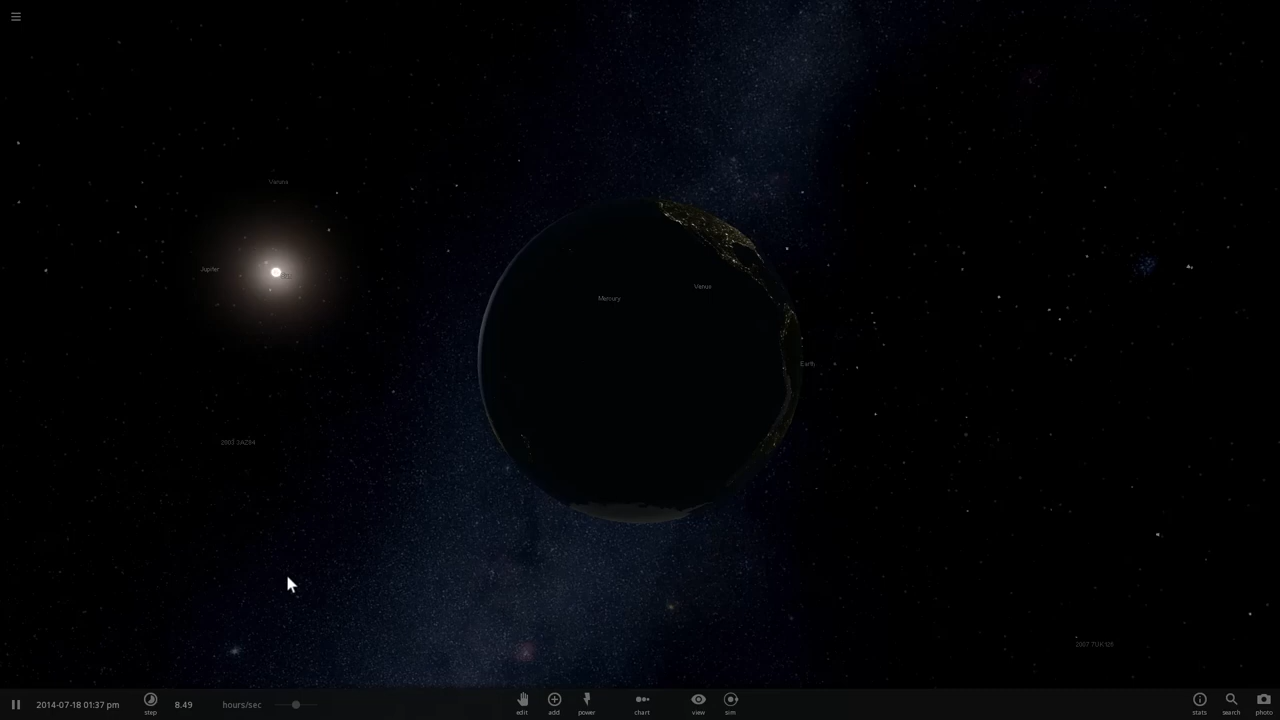 Jupiter
Mercury
Venus
Earth
2014-07-18 01:37 pm
step
8.49
hours/sec
edit
add
power
chart
view
sim
stats
search
photo